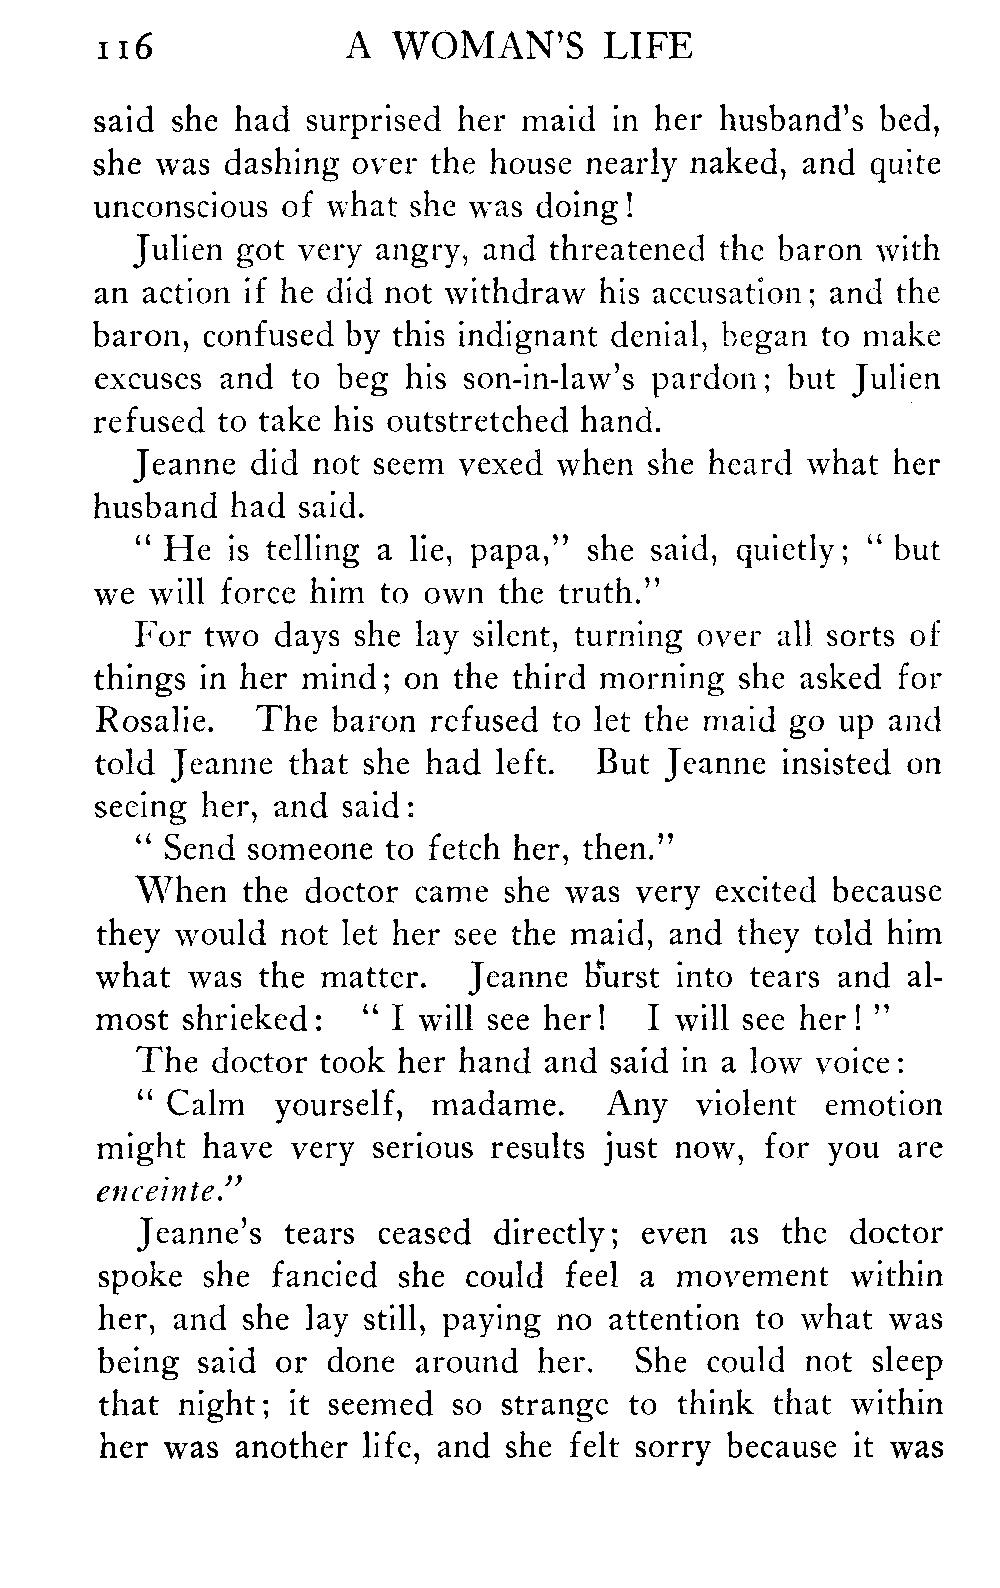 116 A WOMAN'S LIFE
said she had surprised her maid in her husband's bed,
she was dashing over the house nearly naked, and quite
unconscious of what she was doing!
Julien got very angry, and threatened the baron with
an action if he did not withdraw his accusation; and the
baron, confused by this indignant denial, began to make
excuses and to beg his son-in-law's pardon; but Julien
refused to take his outstretched hand.
Jeanne did not seem vexed when she heard what her
husband had said.
" He is telling a lie, papa," she said, quietly; " but
we will force him to own the truth."
For two days she lay silent, turning over all sorts of
things in her mind; on the third morning she asked for
Rosalie. The baron refused to let the maid go up and
told Jeanne that she had left. But Jeanne insisted on
seeing her, and said:
" Send someone to fetch her, then."
When the doctor came she was very excited because
they would not let her see the maid, and they told him
what was the matter. Jeanne burst into tears and al-
most shrieked: " I will see her! I will see her! "
The doctor took her hand and said in a low voice:
" Calm yourself, madame. Any violent emotion
might have very serious results just now, for you are
enceinte."
Jeanne's tears ceased directly; even as the doctor
spoke she fancied she could feel a movement within
her, and she lay still, paying no attention to what was
being said or done around her. She could not sleep
that night; it seemed so strange to think that within
her was another life, and she felt sorry because it was